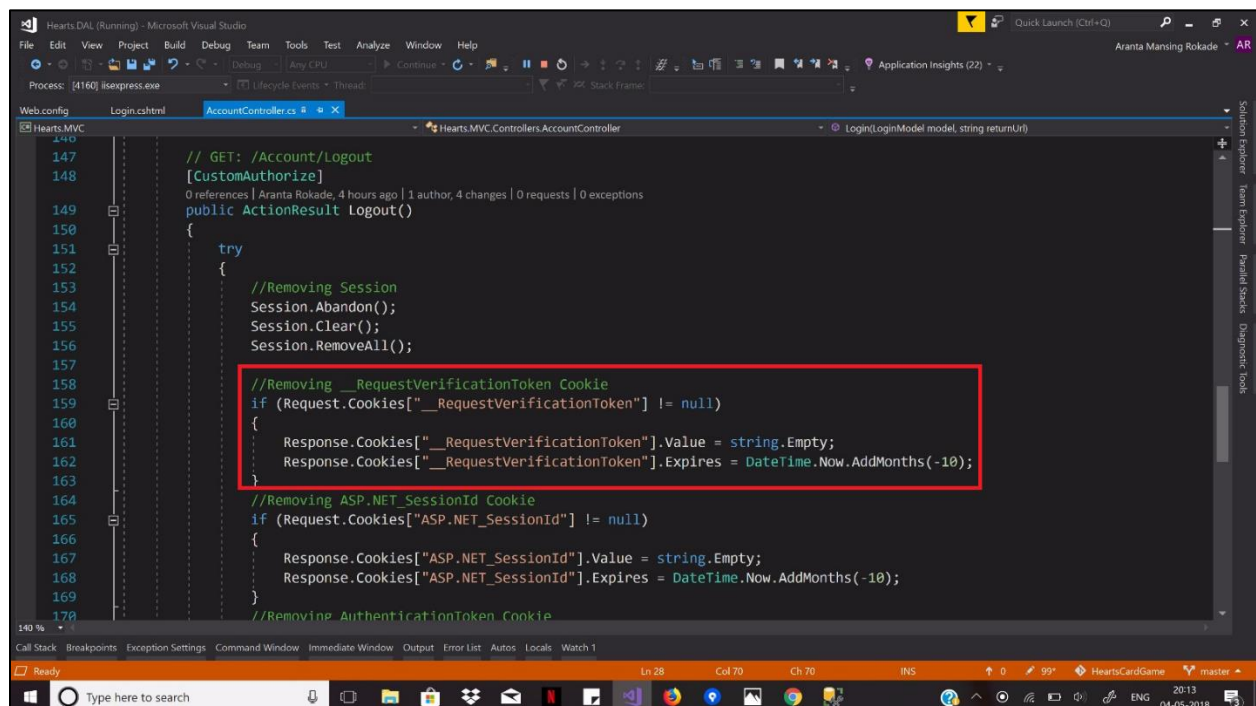 Hearts.DAL (Running) - Microsoft Visual Studio
Quick Launch (Ctrl+Q)
File Edit View Project Build Debug Team Tools Test Analyze Window Help
Aranta Mansing Rokade AR
Debug Any CPU Continue Application Insights (22)
Process: [4160] iisexpress.exe Lifecycle Events Thread: Stack Frame:
Web.config Login.cshtml AccountController.cs
Hearts.MVC Hearts.MVC.Controllers.AccountController Login(LoginModel model, string returnUrl)
146
147 // GET: /Account/Logout
148 [CustomAuthorize]
0 references | Aranta Rokade, 4 hours ago | 1 author, 4 changes | 0 requests | 0 exceptions
149 public ActionResult Logout()
150 {
151 try
152 {
153 //Removing Session
154 Session.Abandon();
155 Session.Clear();
156 Session.RemoveAll();
157
158 //Removing __RequestVerificationToken Cookie
159 if (Request.Cookies["__RequestVerificationToken"] != null)
160 {
161 Response.Cookies["__RequestVerificationToken"].Value = string.Empty;
162 Response.Cookies["__RequestVerificationToken"].Expires = DateTime.Now.AddMonths(-10);
163 }
164 //Removing ASP.NET_SessionId Cookie
165 if (Request.Cookies["ASP.NET_SessionId"] != null)
166 {
167 Response.Cookies["ASP.NET_SessionId"].Value = string.Empty;
168 Response.Cookies["ASP.NET_SessionId"].Expires = DateTime.Now.AddMonths(-10);
169 }
170 //Removing AuthenticationToken Cookie
Solution Explorer
Team Explorer
Parallel Stacks
Diagnostic Tools
140 %
Call Stack Breakpoints Exception Settings Command Window Immediate Window Output Error List Autos Locals Watch 1
Ready Ln 28 Col 70 Ch 70 INS 0 99* HeartsCardGame master
Type here to search ENG 20:13
04-05-2018